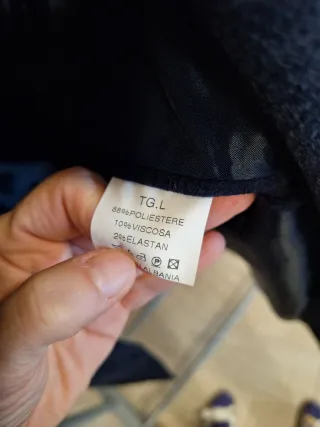 TG.L
88%POLIESTERE
10%VISCOSA
2%ELASTAN
P
ALBANIA